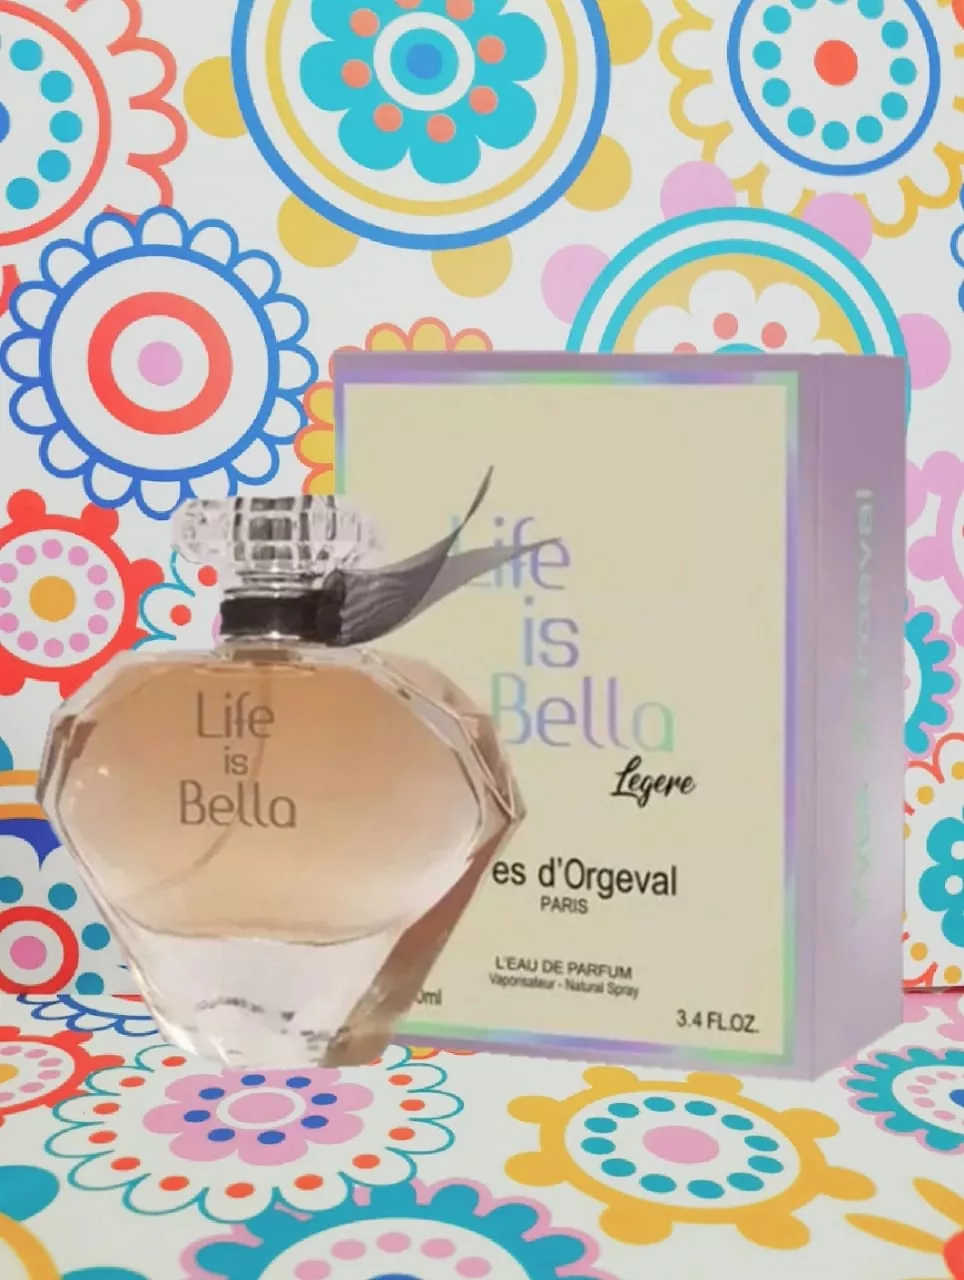 Life
is
Bella
Life
is
Bella
Legere
es d'Orgeval
PARIS
L'EAU DE PARFUM
Vaporisateur - Natural Spray
0ml
3.4 FL.OZ.